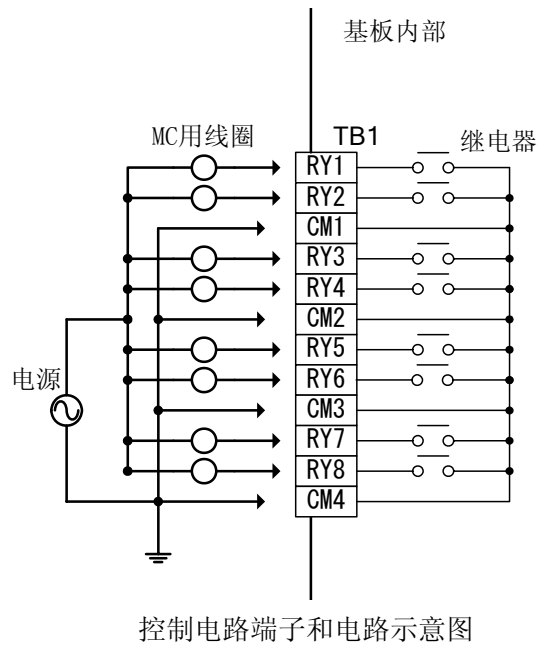 基板内部
MC用线圈
TB1
继电器
RY1
RY2
CM1
RY3
RY4
CM2
RY5
RY6
CM3
RY7
RY8
CM4
电源
控制电路端子和电路示意图